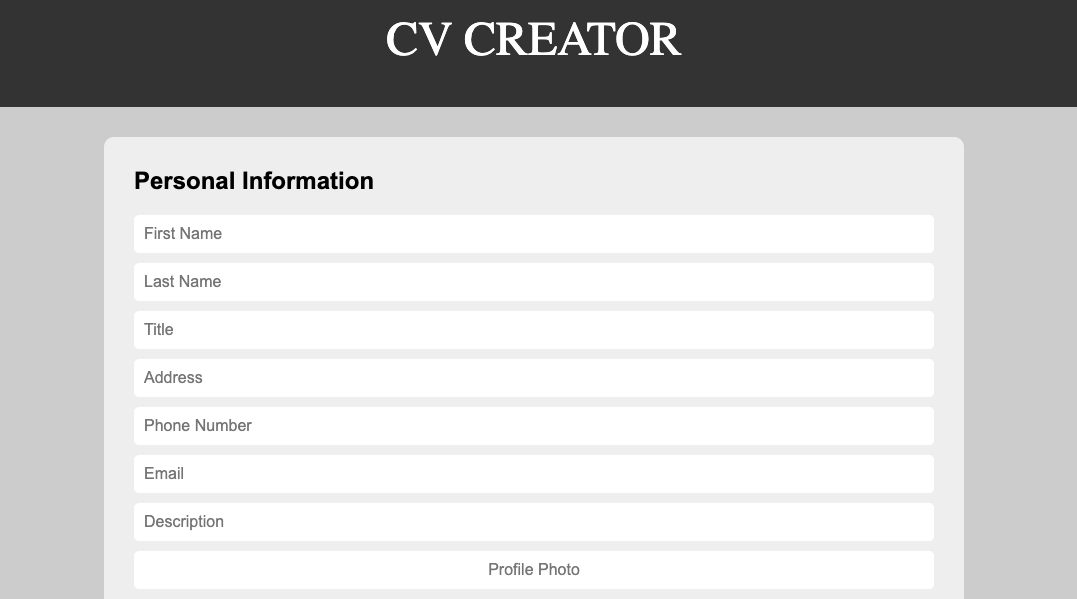 CV CREATOR
Personal Information
First Name
Last Name
Title
Address
Phone Number
Email
Description
Profile Photo